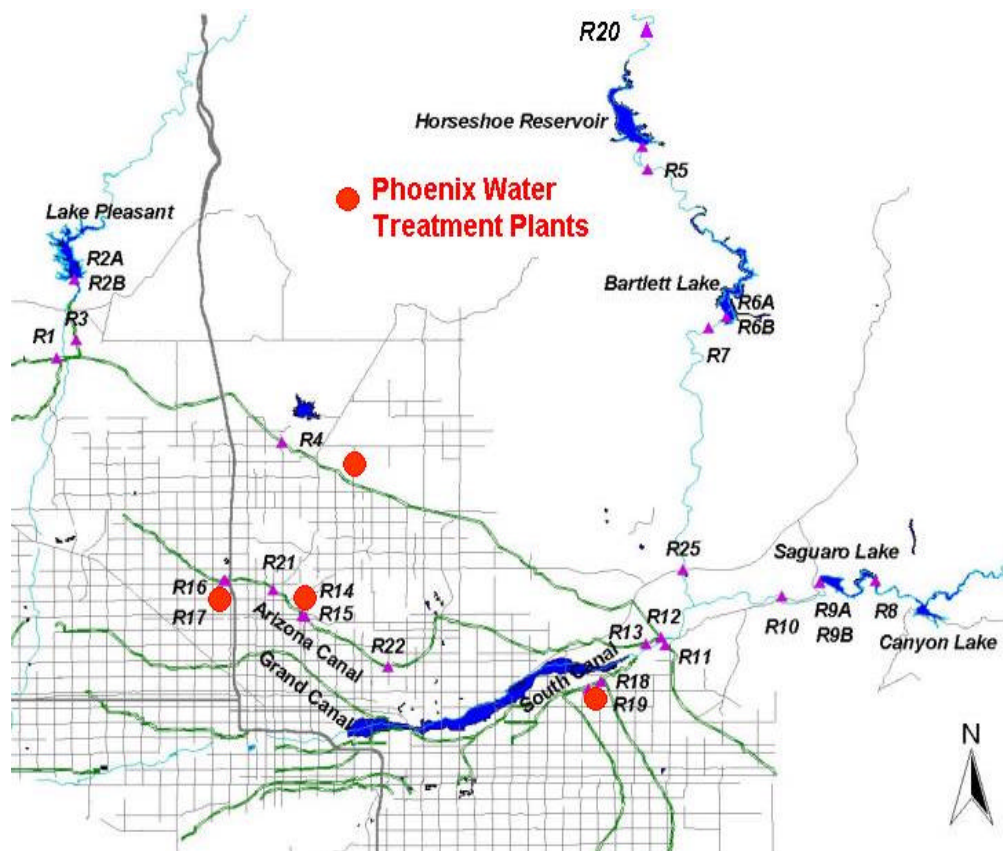 R20
Horseshoe Reservoir
R5
Phoenix Water
Treatment Plants
Lake Pleasant
R2A
R2B
Bartlett Lake
R6A
R6B
R7
R3
R1
R4
R25
Saguaro Lake
R21
R16
R14
R17
R15
R10
R9A
R8
R9B
Canyon Lake
R12
R13
R11
R22
Arizona Canal
Grand Canal
South Canal
R18
R19
N